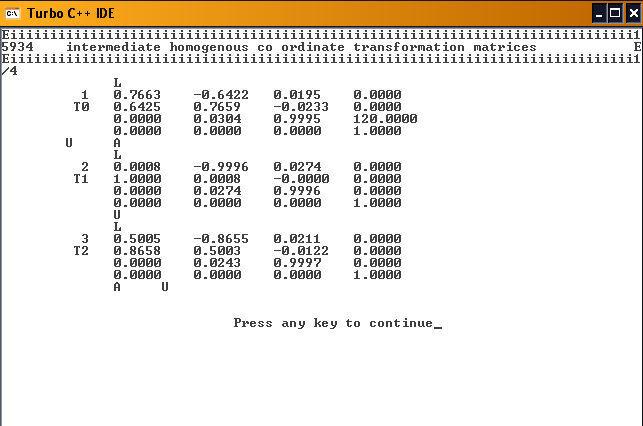 Turbo C++ IDE
Eiiiiiiiiiiiiiiiiiiiiiiiiiiiiiiiiiiiiiiiiiiiiiiiiiiiiiiiiiiiiiiiiiiiiiiiiiiiiii1
5934 intermediate homogenous co ordinate transformation matrices E
Eiiiiiiiiiiiiiiiiiiiiiiiiiiiiiiiiiiiiiiiiiiiiiiiiiiiiiiiiiiiiiiiiiiiiiiiiiiiiii1
/4
L
1 0.7663 -0.6422 0.0195 0.0000
T0 0.6425 0.7659 -0.0233 0.0000
0.0000 0.0304 0.9995 120.0000
0.0000 0.0000 0.0000 1.0000
U A
L
2 0.0008 -0.9996 0.0274 0.0000
T1 1.0000 0.0008 -0.0000 0.0000
0.0000 0.0274 0.9996 0.0000
0.0000 0.0000 0.0000 1.0000
U
L
3 0.5005 -0.8655 0.0211 0.0000
T2 0.8658 0.5003 -0.0122 0.0000
0.0000 0.0243 0.9997 0.0000
0.0000 0.0000 0.0000 1.0000
A U
Press any key to continue_